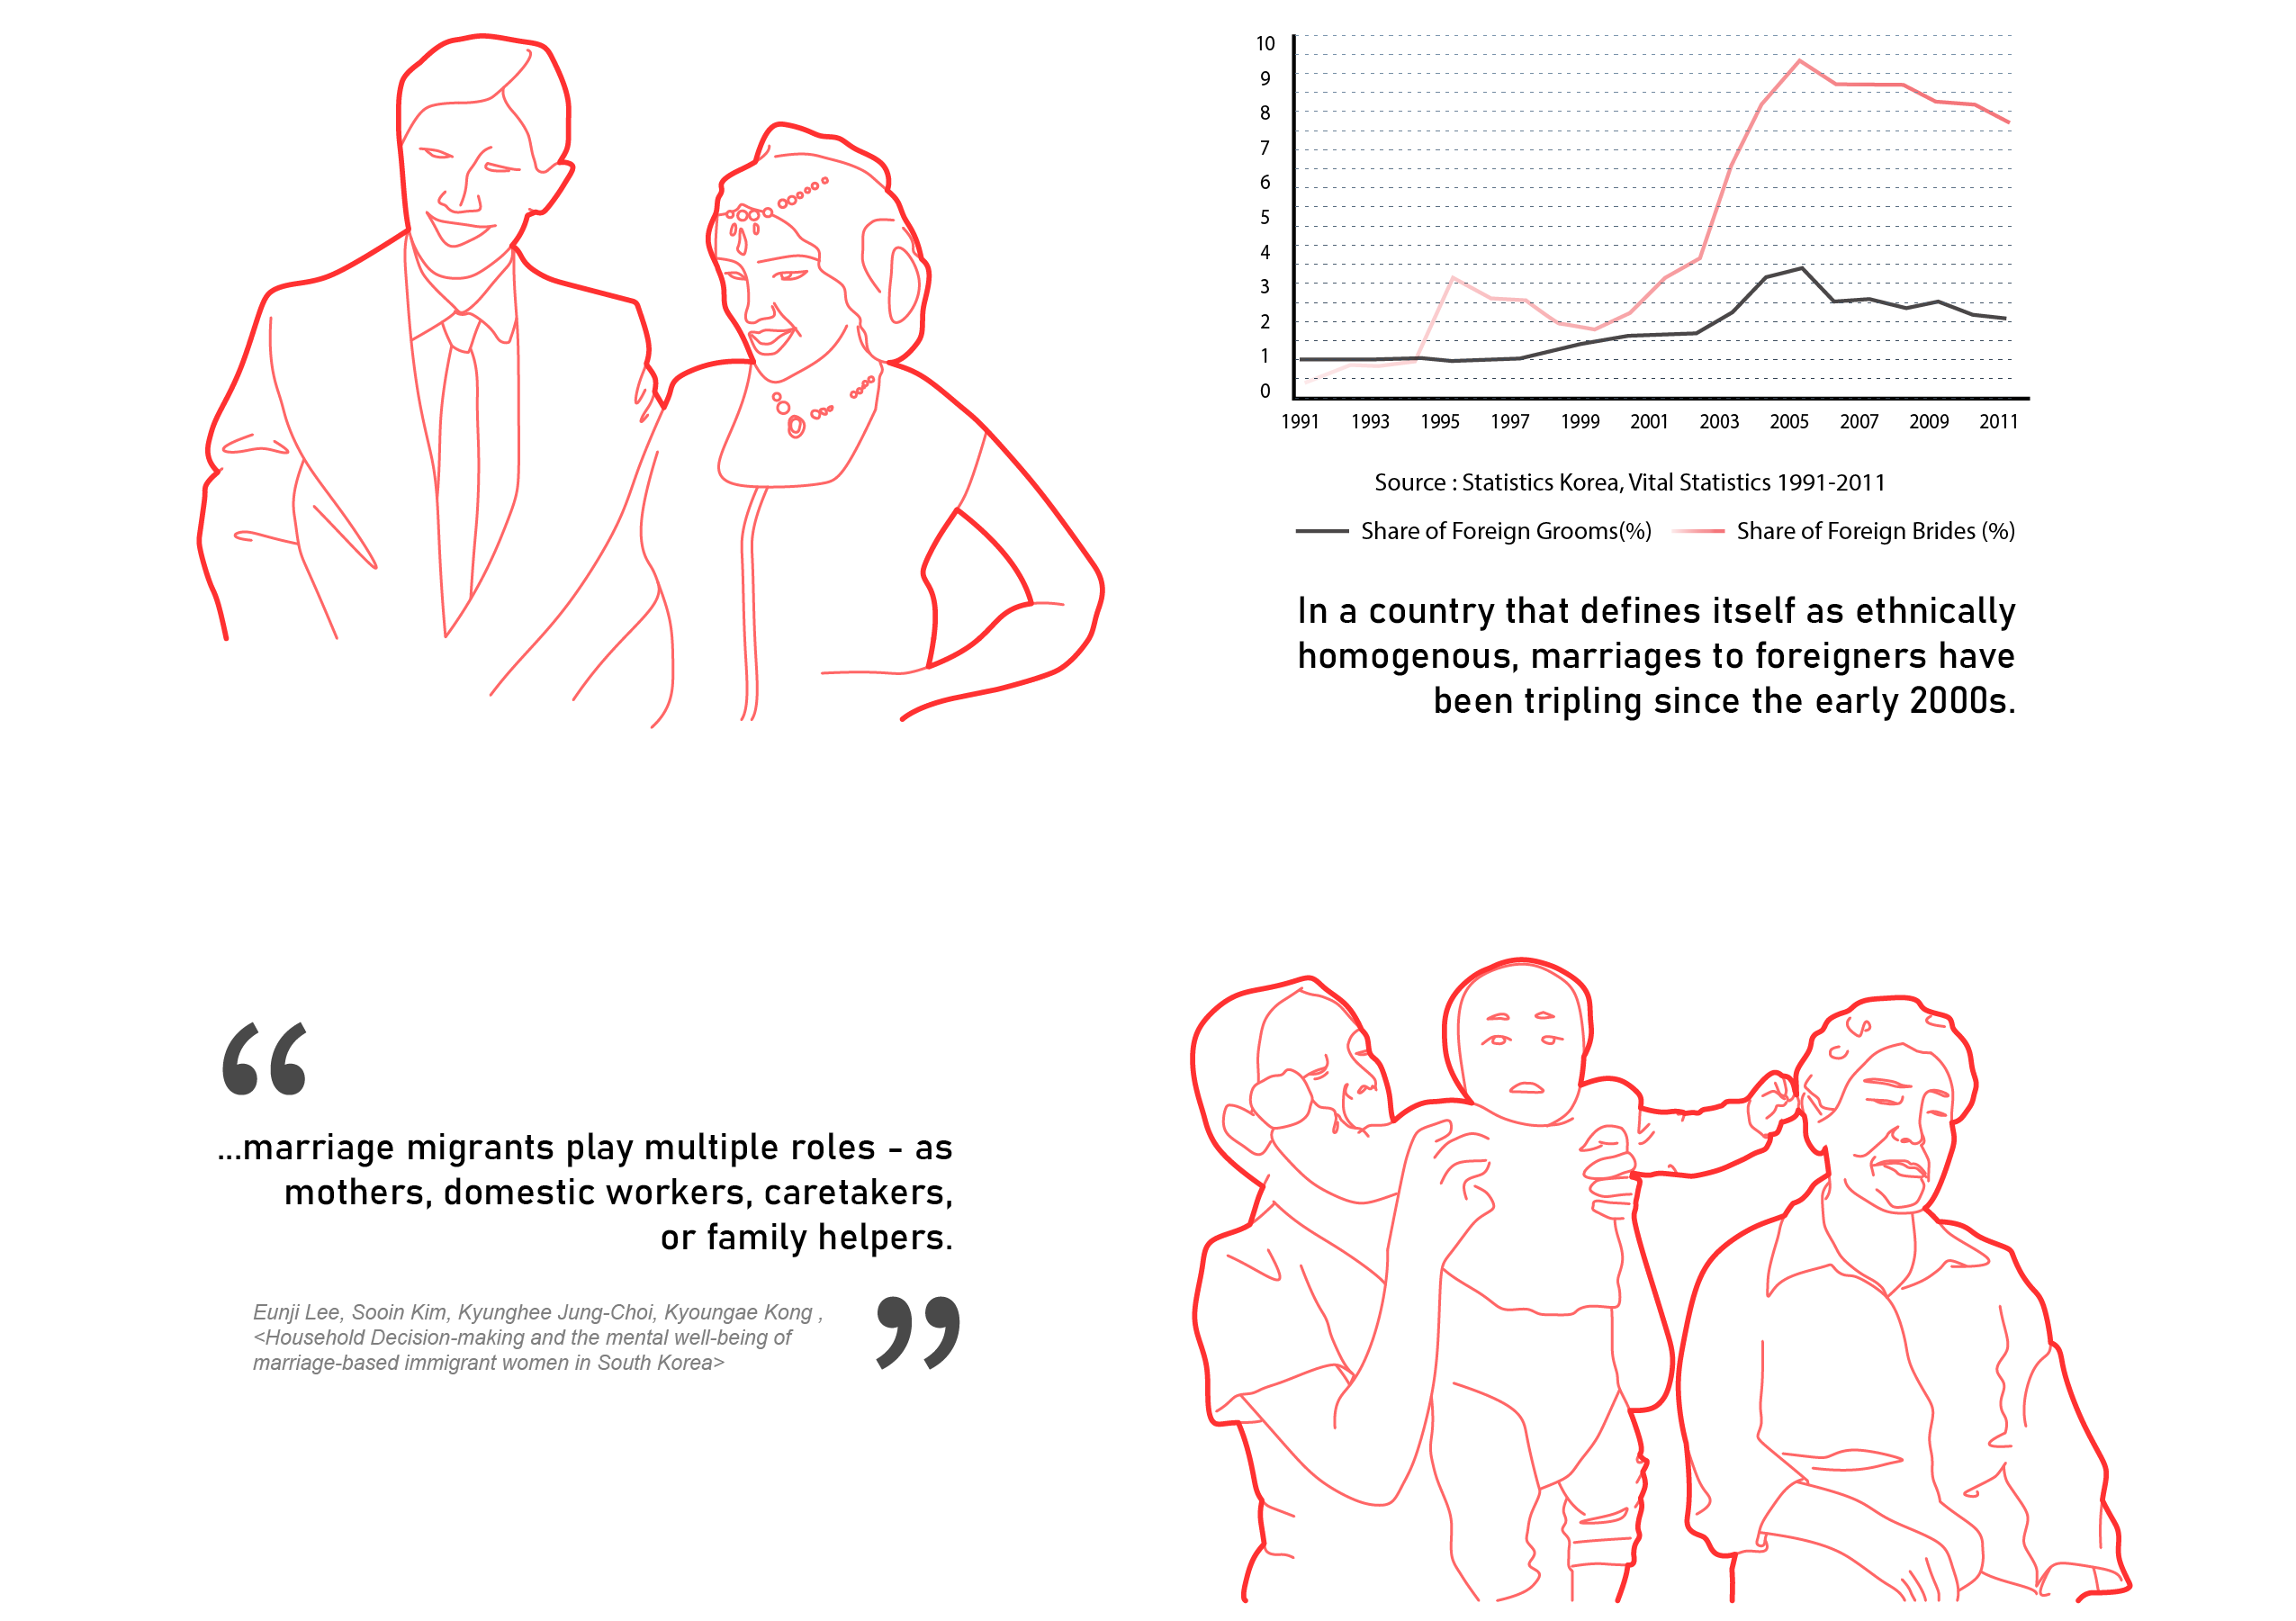 10
9
8
7
6
5
4
3
2
1
0
1991 1993 1995 1997 1999 2001 2003 2005 2007 2009 2011
Source : Statistics Korea, Vital Statistics 1991-2011
Share of Foreign Grooms(%) Share of Foreign Brides (%)
In a country that defines itself as ethnically
homogenous, marriages to foreigners have
been tripling since the early 2000s.
“
...marriage migrants play multiple roles - as
mothers, domestic workers, caretakers,
or family helpers.
Eunji Lee, Sooin Kim, Kyunghee Jung-Choi, Kyoungae Kong ,
<Household Decision-making and the mental well-being of
marriage-based immigrant women in South Korea>
”